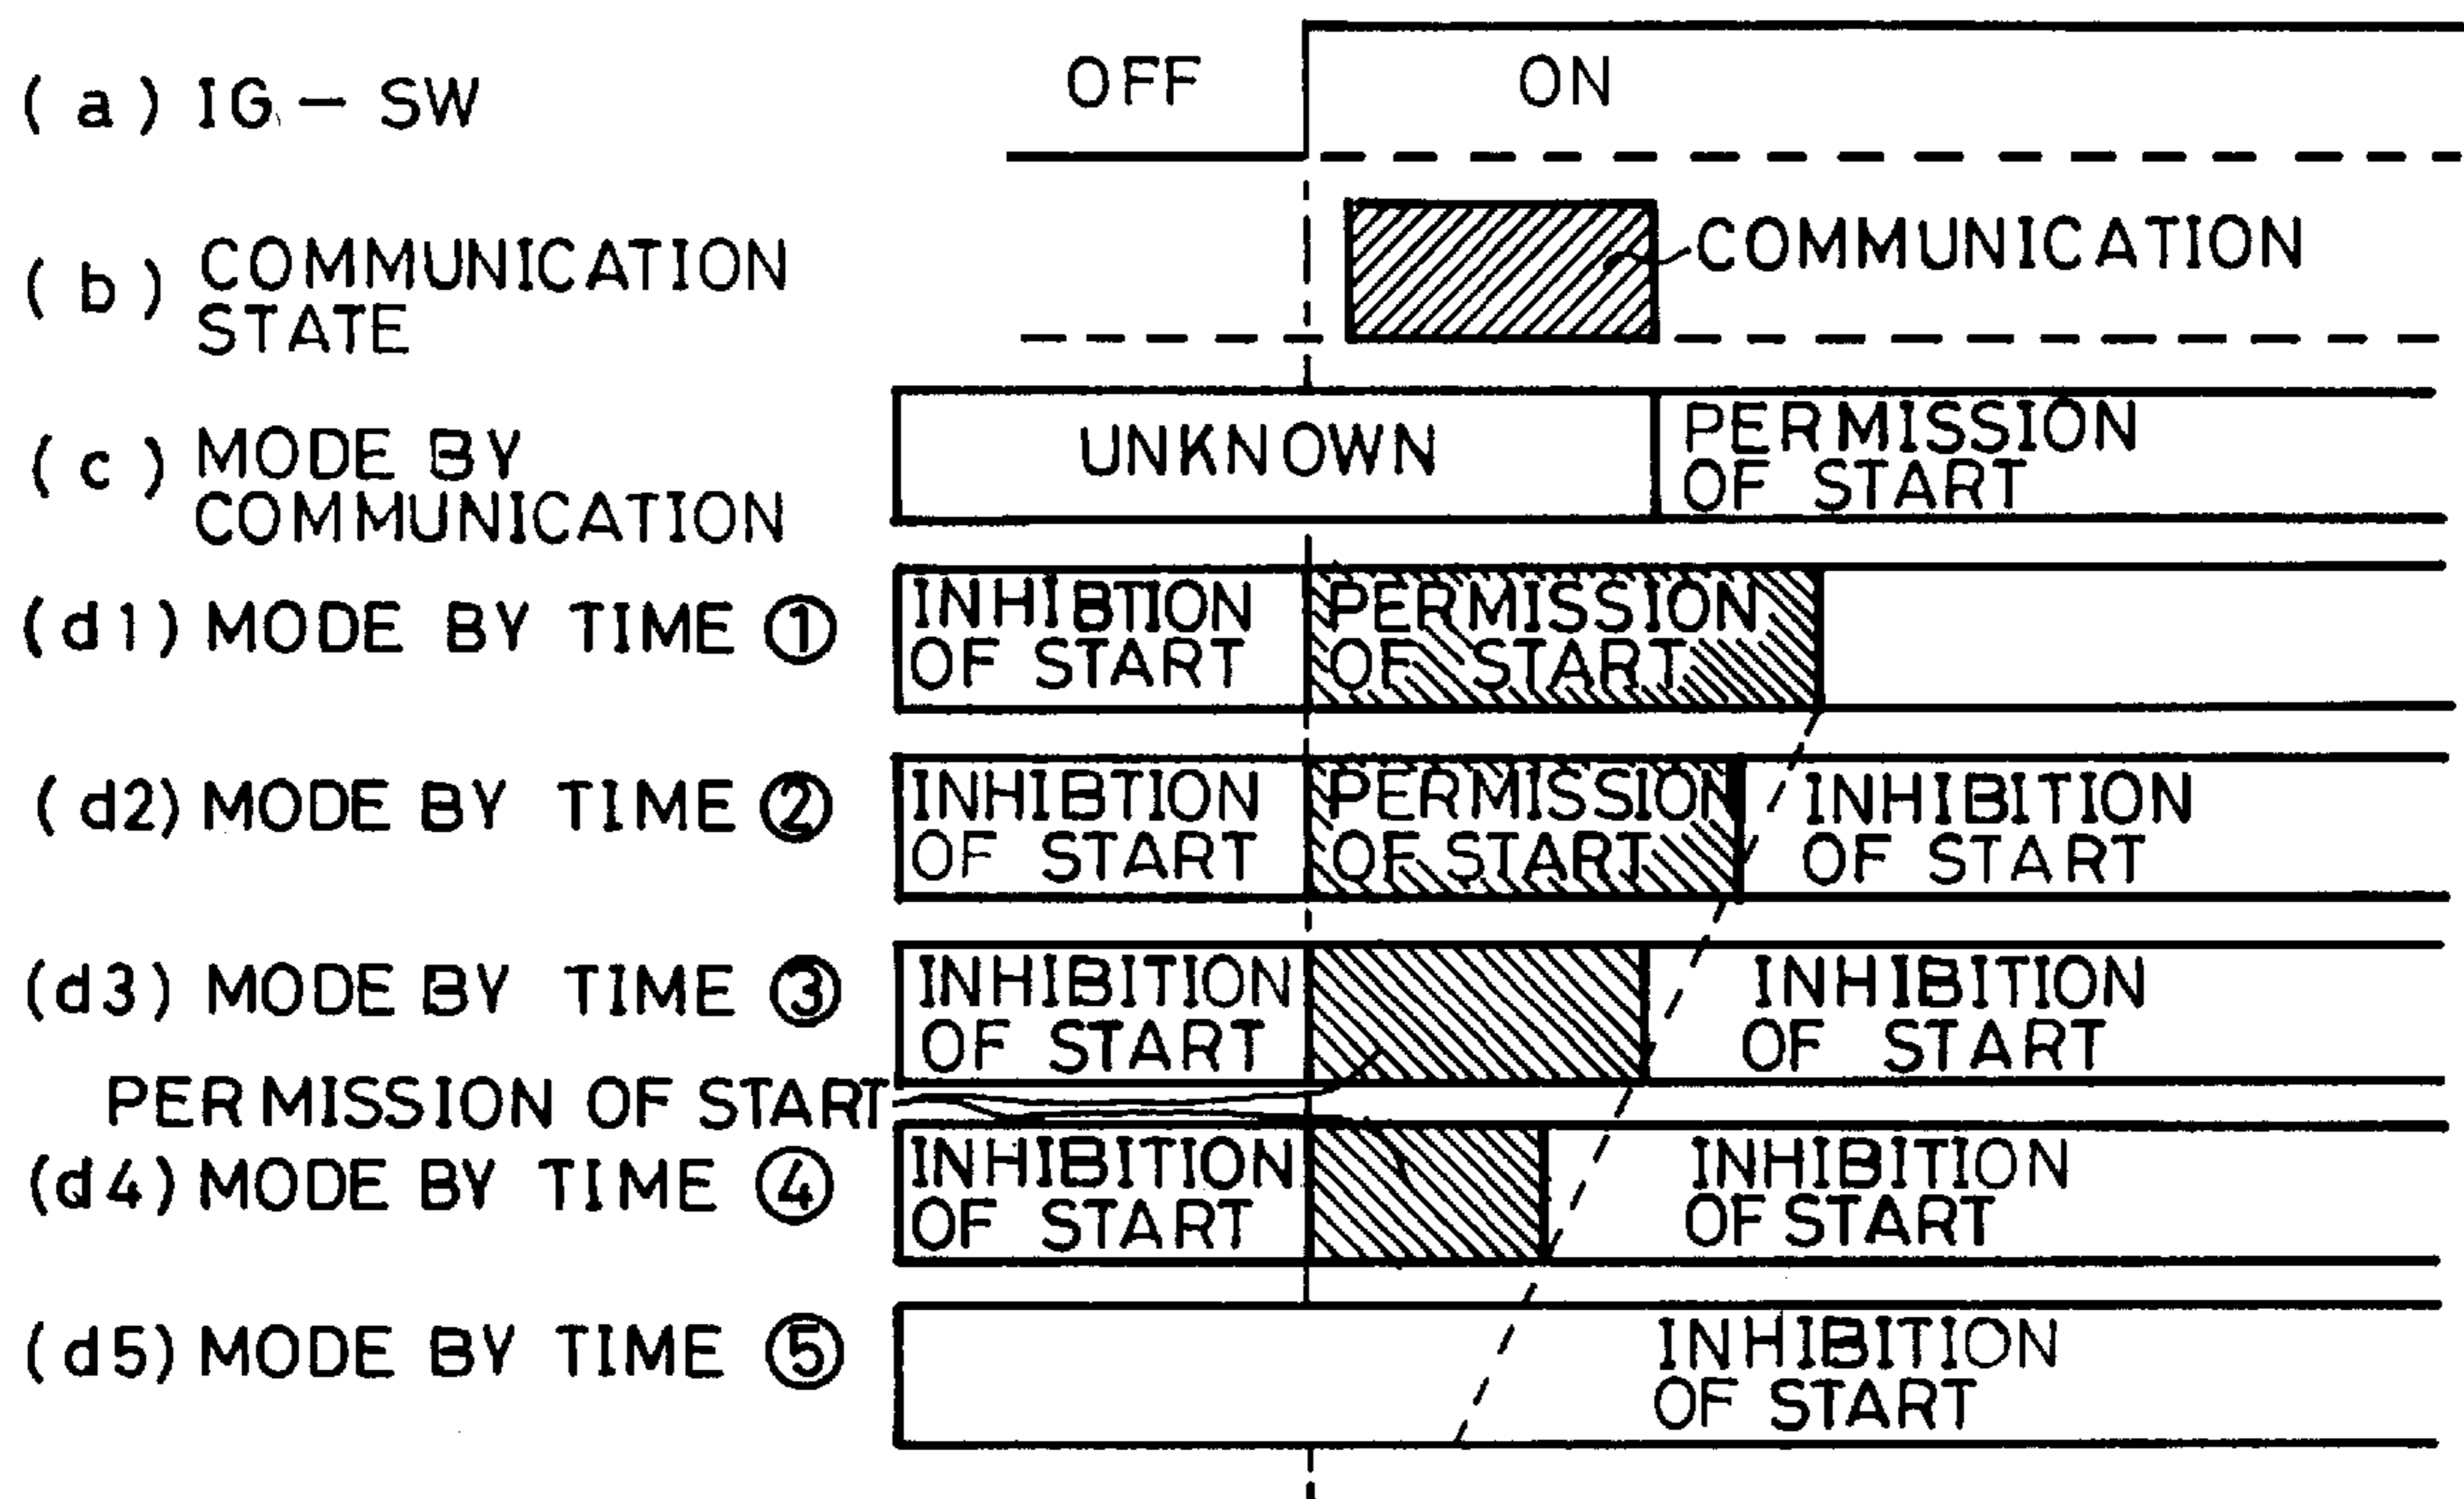 (a) IG-SW
OFF
ON
(b) COMMUNICATION
STATE
COMMUNICATION
(c) MODE BY
COMMUNICATION
UNKNOWN
PERMISSION
OF START
(d1) MODE BY TIME ①
INHIBTION
OF START
PERMISSION
OF START
(d2) MODE BY TIME ②
INHIBTION
OF START
PERMISSION
OF START
INHIBITION
OF START
(d3) MODE BY TIME ③
INHIBITION
OF START
INHIBITION
OF START
PERMISSION OF START
(d4) MODE BY TIME ④
INHIBITION
OF START
INHIBITION
OF START
(d5) MODE BY TIME ⑤
INHIBITION
OF START